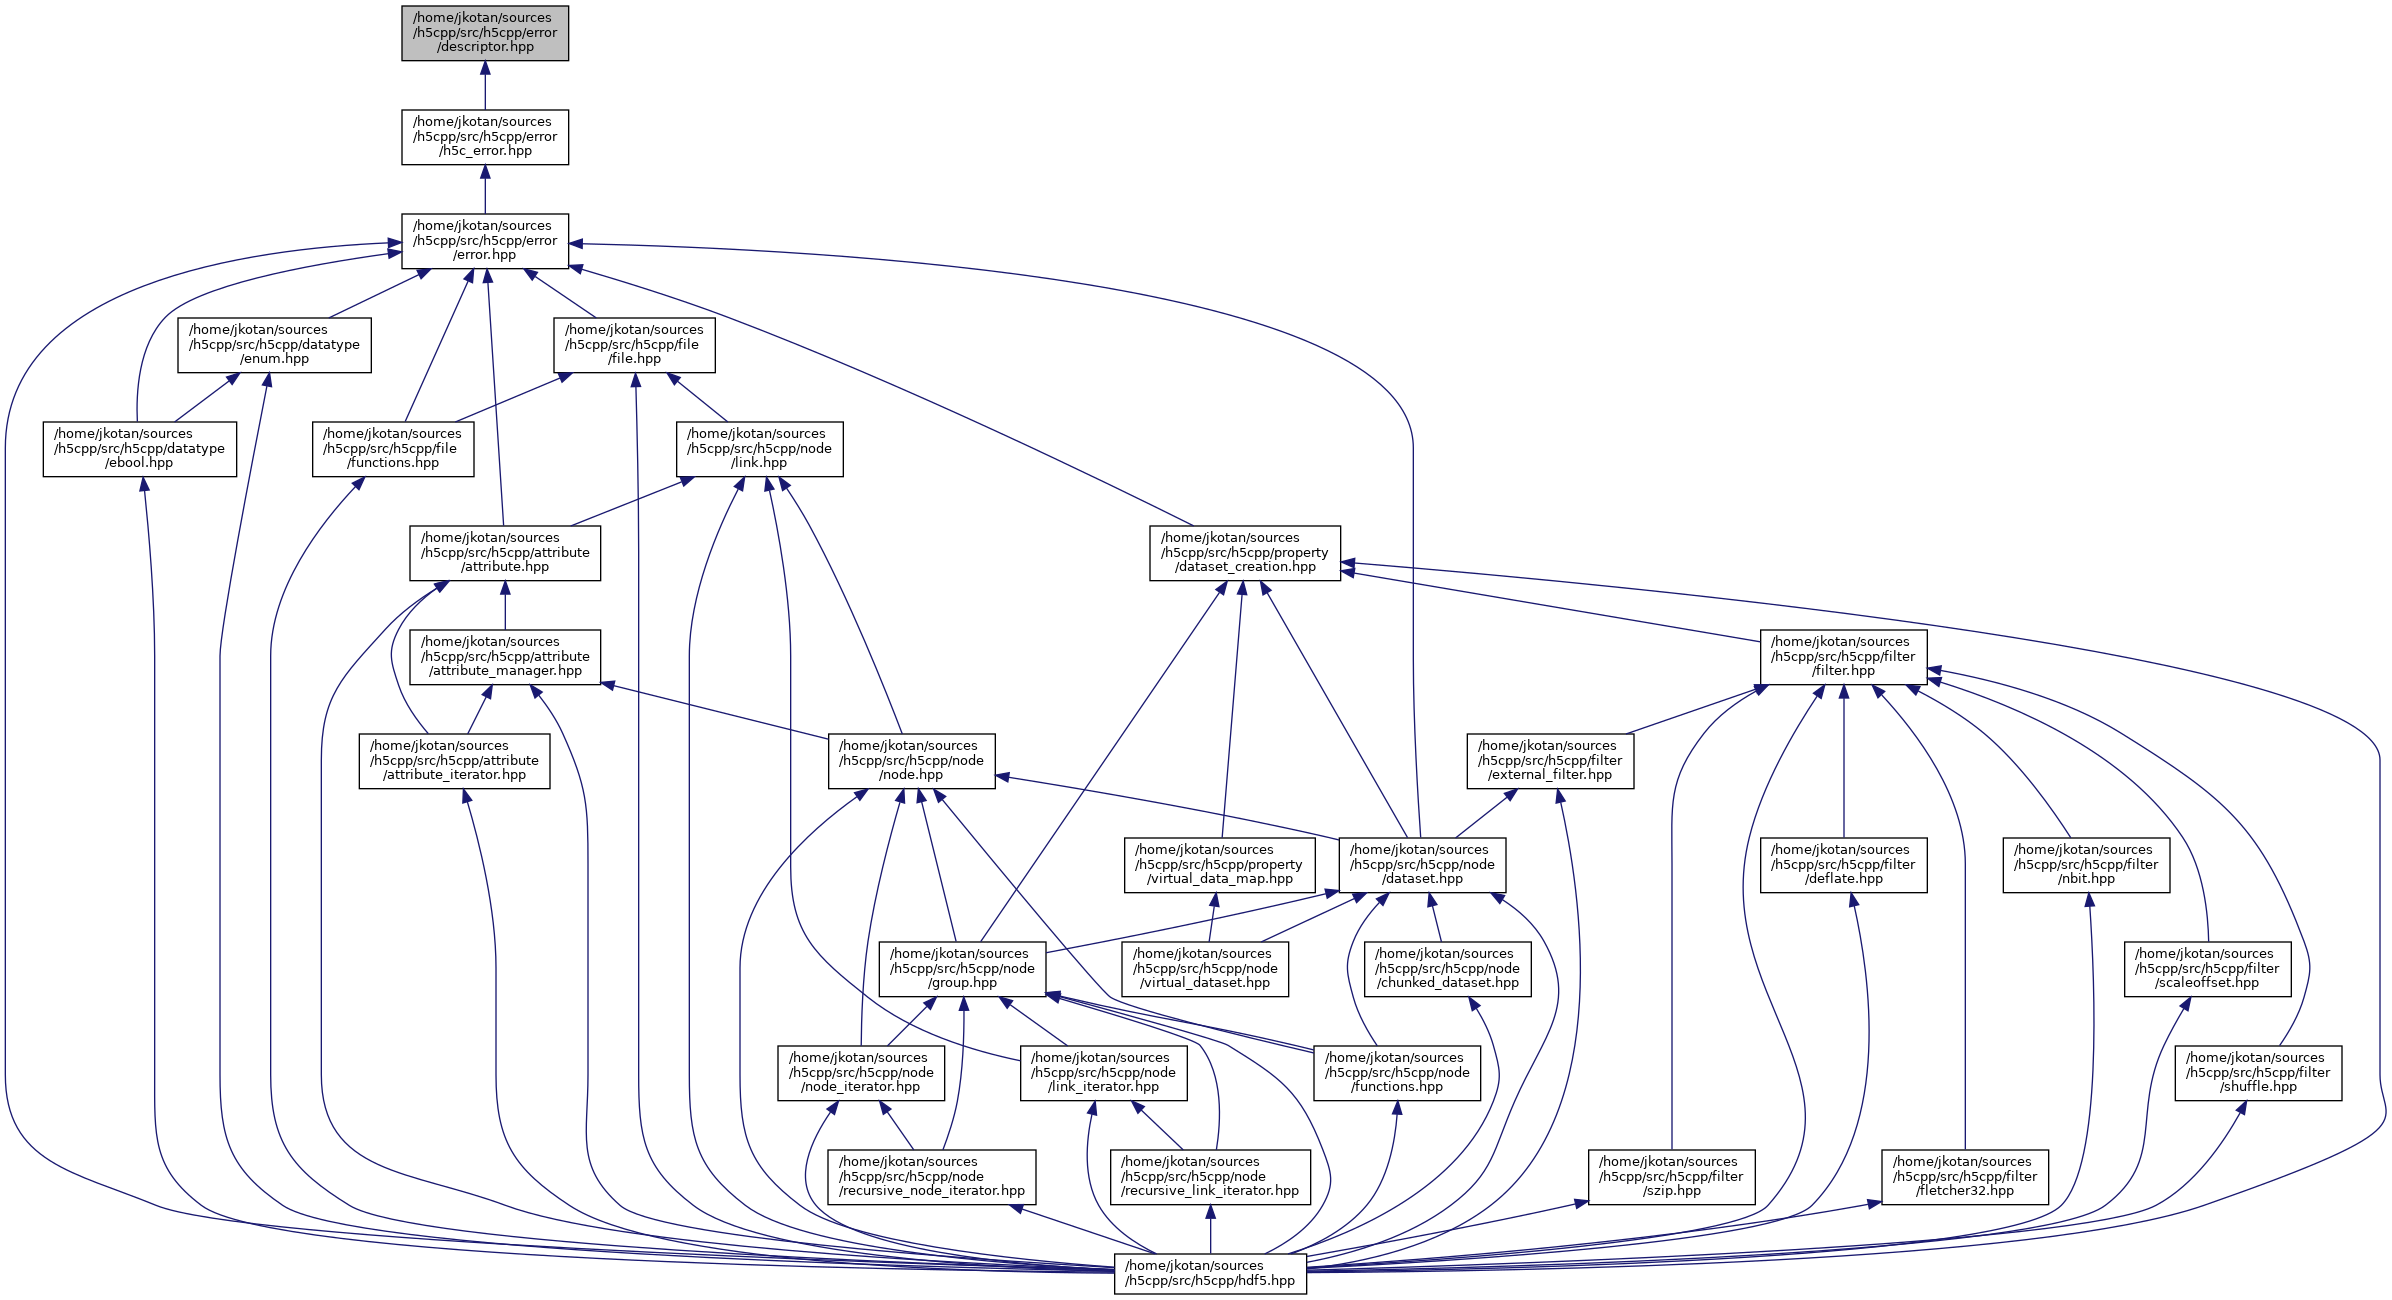 /home/jkotan/sources
/h5cpp/src/h5cpp/error
/descriptor.hpp
/home/jkotan/sources
/h5cpp/src/h5cpp/error
/h5c_error.hpp
/home/jkotan/sources
/h5cpp/src/h5cpp/error
/error.hpp
/home/jkotan/sources
/h5cpp/src/h5cpp/datatype
/enum.hpp
/home/jkotan/sources
/h5cpp/src/h5cpp/file
/file.hpp
/home/jkotan/sources
/h5cpp/src/h5cpp/datatype
/ebool.hpp
/home/jkotan/sources
/h5cpp/src/h5cpp/file
/functions.hpp
/home/jkotan/sources
/h5cpp/src/h5cpp/node
/link.hpp
/home/jkotan/sources
/h5cpp/src/h5cpp/attribute
/attribute.hpp
/home/jkotan/sources
/h5cpp/src/h5cpp/property
/dataset_creation.hpp
/home/jkotan/sources
/h5cpp/src/h5cpp/attribute
/attribute_manager.hpp
/home/jkotan/sources
/h5cpp/src/h5cpp/filter
/filter.hpp
/home/jkotan/sources
/h5cpp/src/h5cpp/attribute
/attribute_iterator.hpp
/home/jkotan/sources
/h5cpp/src/h5cpp/node
/node.hpp
/home/jkotan/sources
/h5cpp/src/h5cpp/filter
/external_filter.hpp
/home/jkotan/sources
/h5cpp/src/h5cpp/property
/virtual_data_map.hpp
/home/jkotan/sources
/h5cpp/src/h5cpp/node
/dataset.hpp
/home/jkotan/sources
/h5cpp/src/h5cpp/filter
/deflate.hpp
/home/jkotan/sources
/h5cpp/src/h5cpp/filter
/nbit.hpp
/home/jkotan/sources
/h5cpp/src/h5cpp/node
/group.hpp
/home/jkotan/sources
/h5cpp/src/h5cpp/node
/virtual_dataset.hpp
/home/jkotan/sources
/h5cpp/src/h5cpp/node
/chunked_dataset.hpp
/home/jkotan/sources
/h5cpp/src/h5cpp/filter
/scaleoffset.hpp
/home/jkotan/sources
/h5cpp/src/h5cpp/node
/node_iterator.hpp
/home/jkotan/sources
/h5cpp/src/h5cpp/node
/link_iterator.hpp
/home/jkotan/sources
/h5cpp/src/h5cpp/node
/functions.hpp
/home/jkotan/sources
/h5cpp/src/h5cpp/filter
/shuffle.hpp
/home/jkotan/sources
/h5cpp/src/h5cpp/node
/recursive_node_iterator.hpp
/home/jkotan/sources
/h5cpp/src/h5cpp/node
/recursive_link_iterator.hpp
/home/jkotan/sources
/h5cpp/src/h5cpp/filter
/szip.hpp
/home/jkotan/sources
/h5cpp/src/h5cpp/filter
/fletcher32.hpp
/home/jkotan/sources
/h5cpp/src/h5cpp/hdf5.hpp